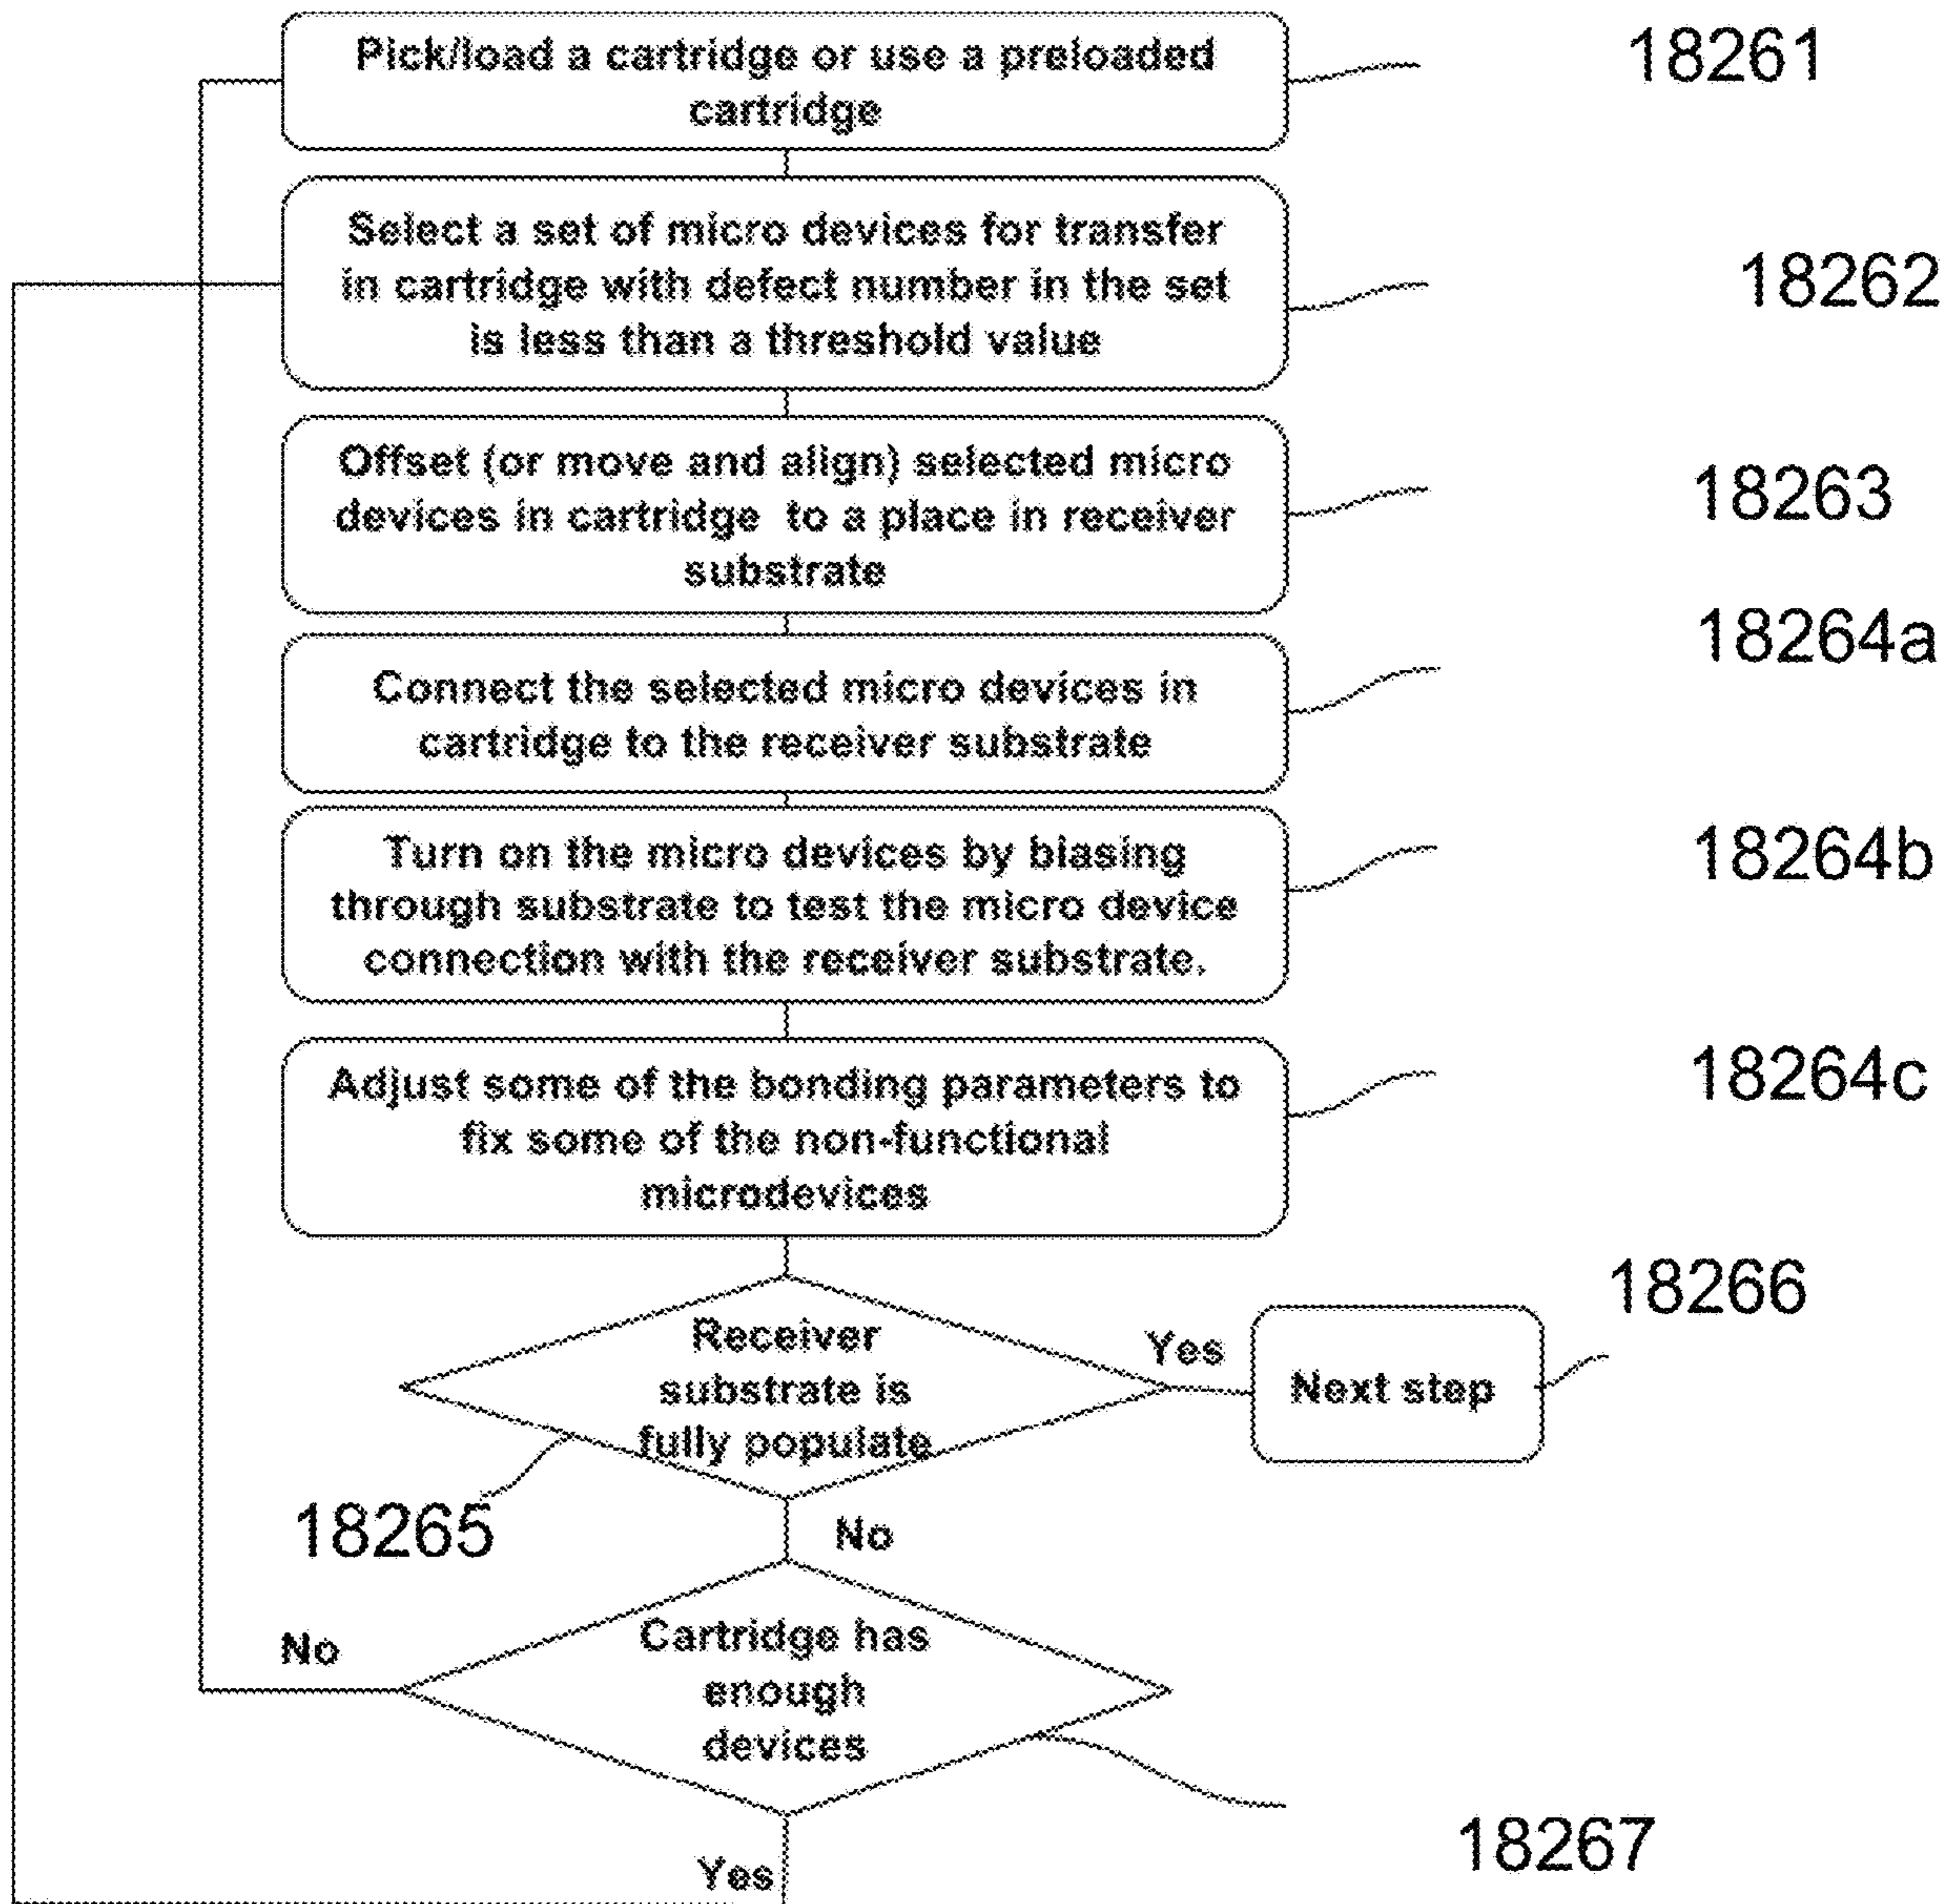 Pick/load a cartridge or use a preloaded
cartridge
18261
Select a set of micro devices for transfer
in cartridge with defect number in the set
is less than a threshold value
18262
Offset (or move and align) selected micro
devices in cartridge to a place in receiver
substrate
18263
Connect the selected micro devices in
cartridge to the receiver substrate
18264a
Turn on the micro devices by biasing
through substrate to test the micro device
connection with the receiver substrate.
18264b
Adjust some of the bonding parameters to
fix some of the non-functional
microdevices
18264c
Receiver
substrate is
fully populate
18265
Yes
Next step
18266
No
Cartridge has
enough
devices
No
18267
Yes